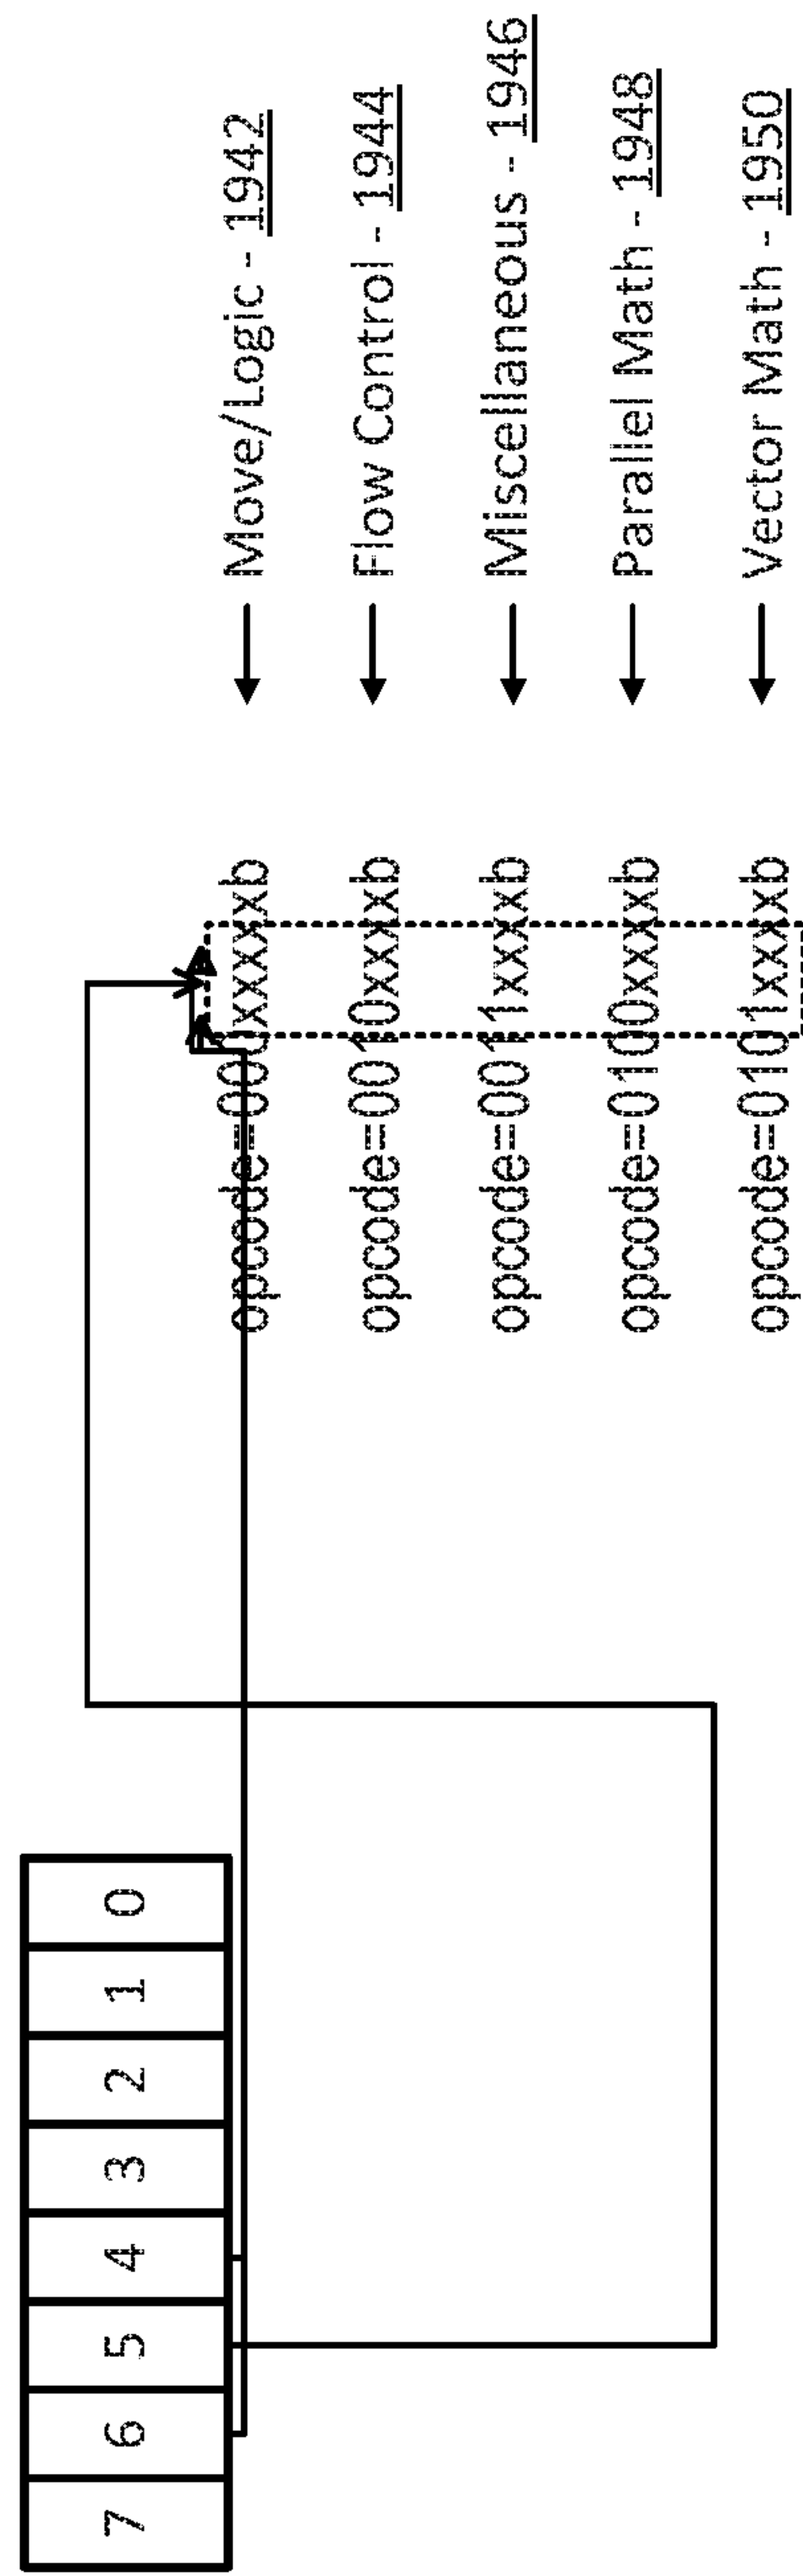 7 6 5 4 3 2 1 0
opcode=000xxxxxb ← Move/Logic - 1942
opcode=0010xxxxb ← Flow Control - 1944
opcode=0011xxxxb ← Miscellaneous - 1946
opcode=0100xxxxb ← Parallel Math - 1948
opcode=0101xxxxb ← Vector Math - 1950